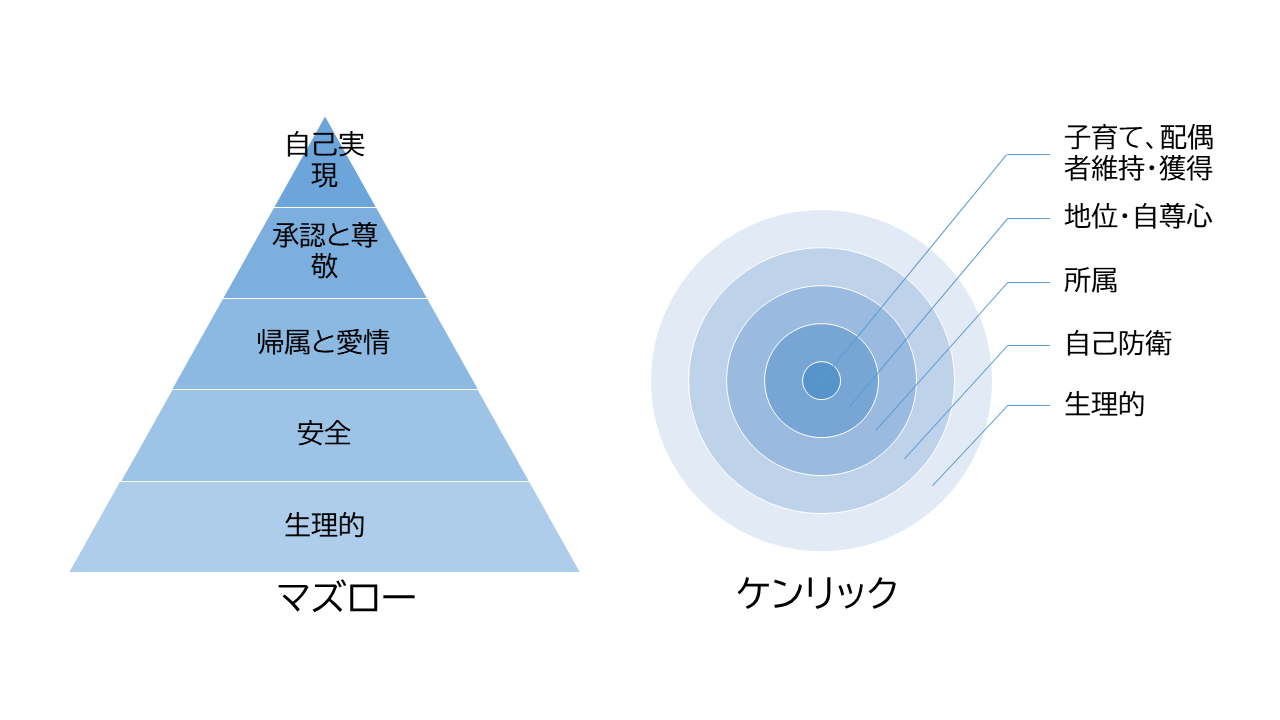 自己実
現
承認と尊
敬
帰属と愛情
安全
生理的
マズロー
子育て、配偶
者維持・獲得
地位・自尊心
所属
自己防衛
生理的
ケンリック